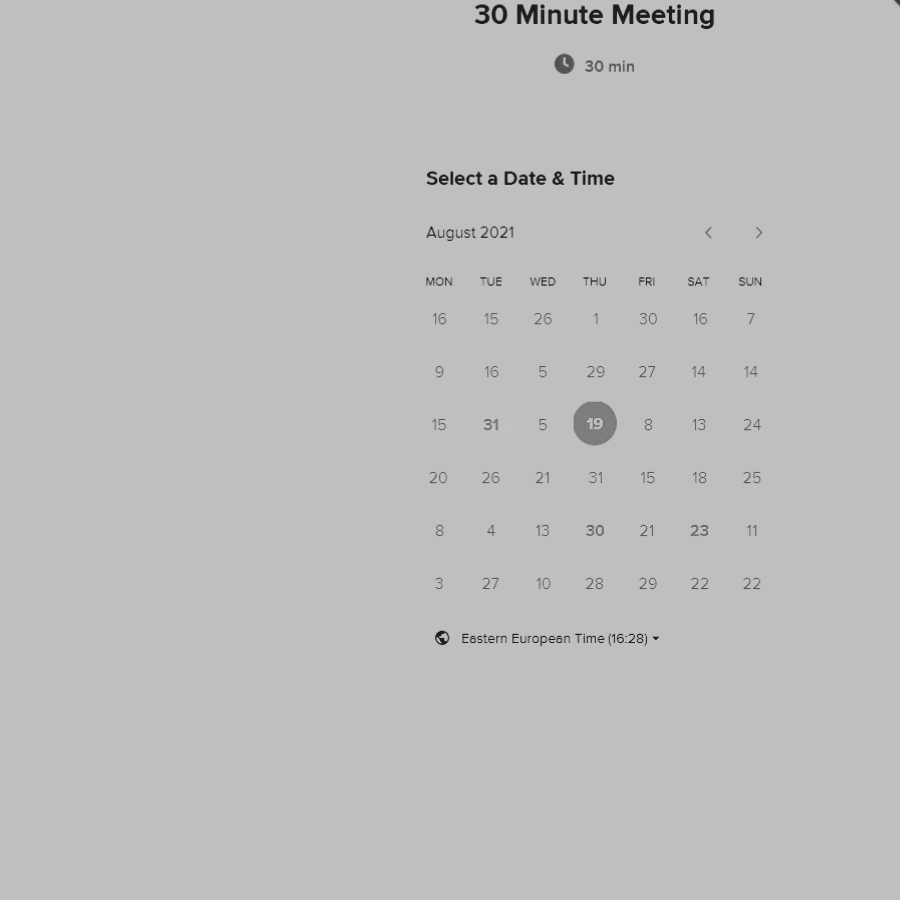 30 Minute Meeting
30 min
Select a Date & Time
August 2021
MON TUE WED THU FRI SAT SUN
16 15 26 1 30 16 7
9 16 5 29 27 14 14
15 31 5 19 8 13 24
20 26 21 31 15 18 25
8 4 13 30 21 23 11
3 27 10 28 29 22 22
Eastern European Time (16:28)